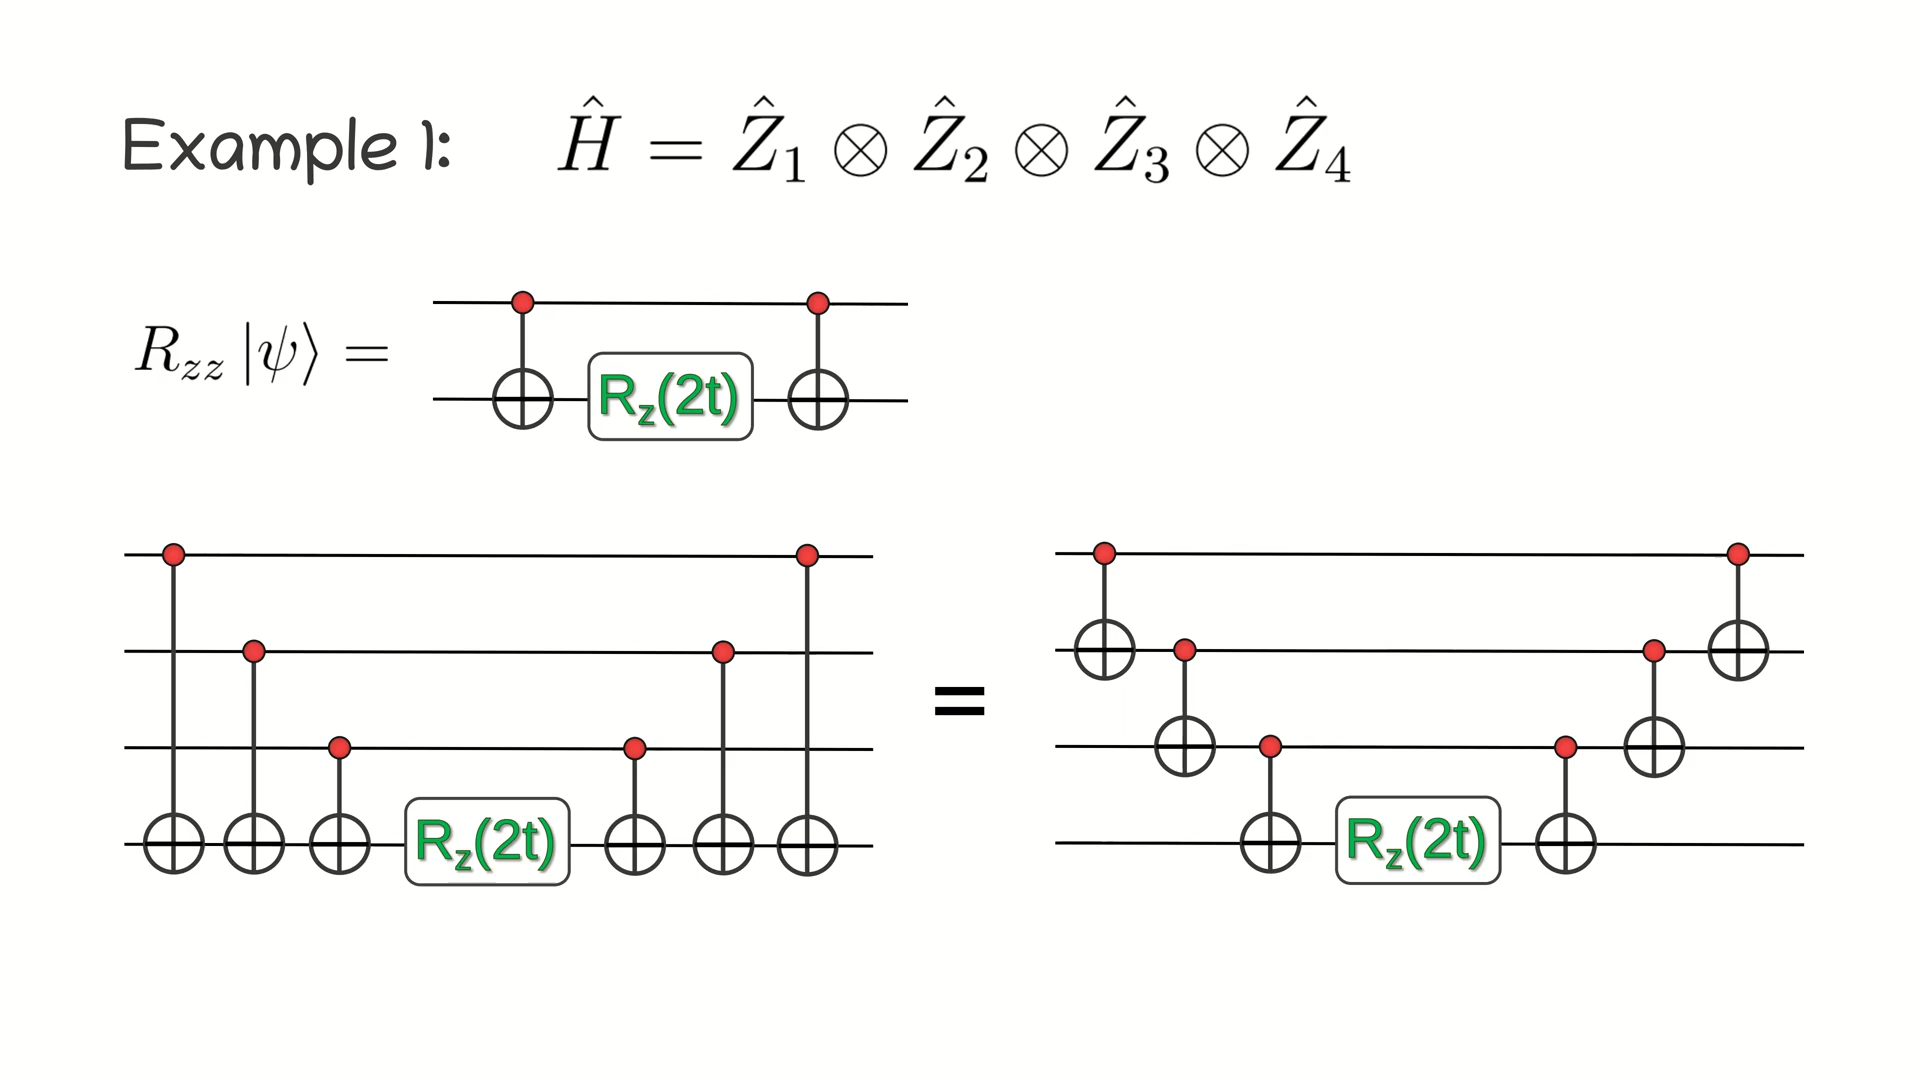 Example 1: Ĥ = Ẑ₁ ⊗ Ẑ₂ ⊗ Ẑ₃ ⊗ Ẑ₄
R_zz |ψ⟩ =
R_z(2t)
=
R_z(2t)
R_z(2t)